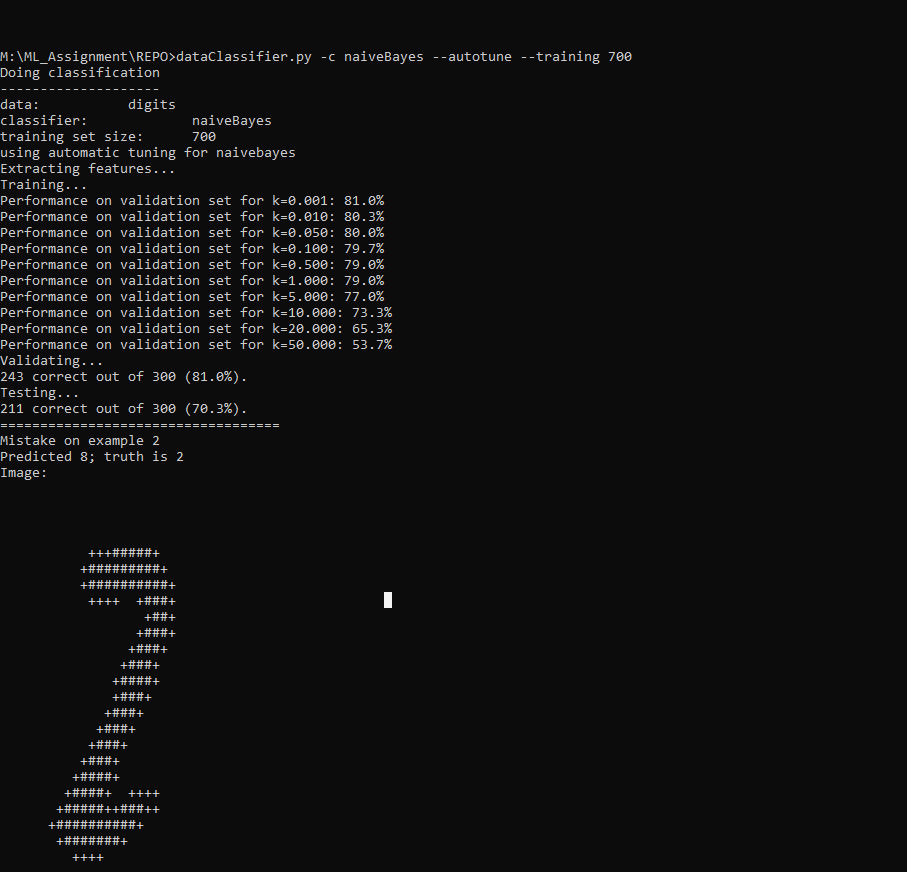 M:\ML_Assignment\REPO>dataClassifier.py -c naiveBayes --autotune --training 700
Doing classification
--------------------
data:           digits
classifier:             naiveBayes
training set size:      700
using automatic tuning for naivebayes
Extracting features...
Training...
Performance on validation set for k=0.001: 81.0%
Performance on validation set for k=0.010: 80.3%
Performance on validation set for k=0.050: 80.0%
Performance on validation set for k=0.100: 79.7%
Performance on validation set for k=0.500: 79.0%
Performance on validation set for k=1.000: 79.0%
Performance on validation set for k=5.000: 77.0%
Performance on validation set for k=10.000: 73.3%
Performance on validation set for k=20.000: 65.3%
Performance on validation set for k=50.000: 53.7%
Validating...
243 correct out of 300 (81.0%).
Testing...
211 correct out of 300 (70.3%).
===================================
Mistake on example 2
Predicted 8; truth is 2
Image:
           +++#####+
          +#########+
          +##########+
           ++++  +###+
                  +##+
                 +###+
                +###+
               +###+
              +####+
              +###+
             +###+
            +###+
           +###+
          +###+
         +####+
        +####+  ++++
       +#####++###++
      +##########+
       +#######+
         ++++